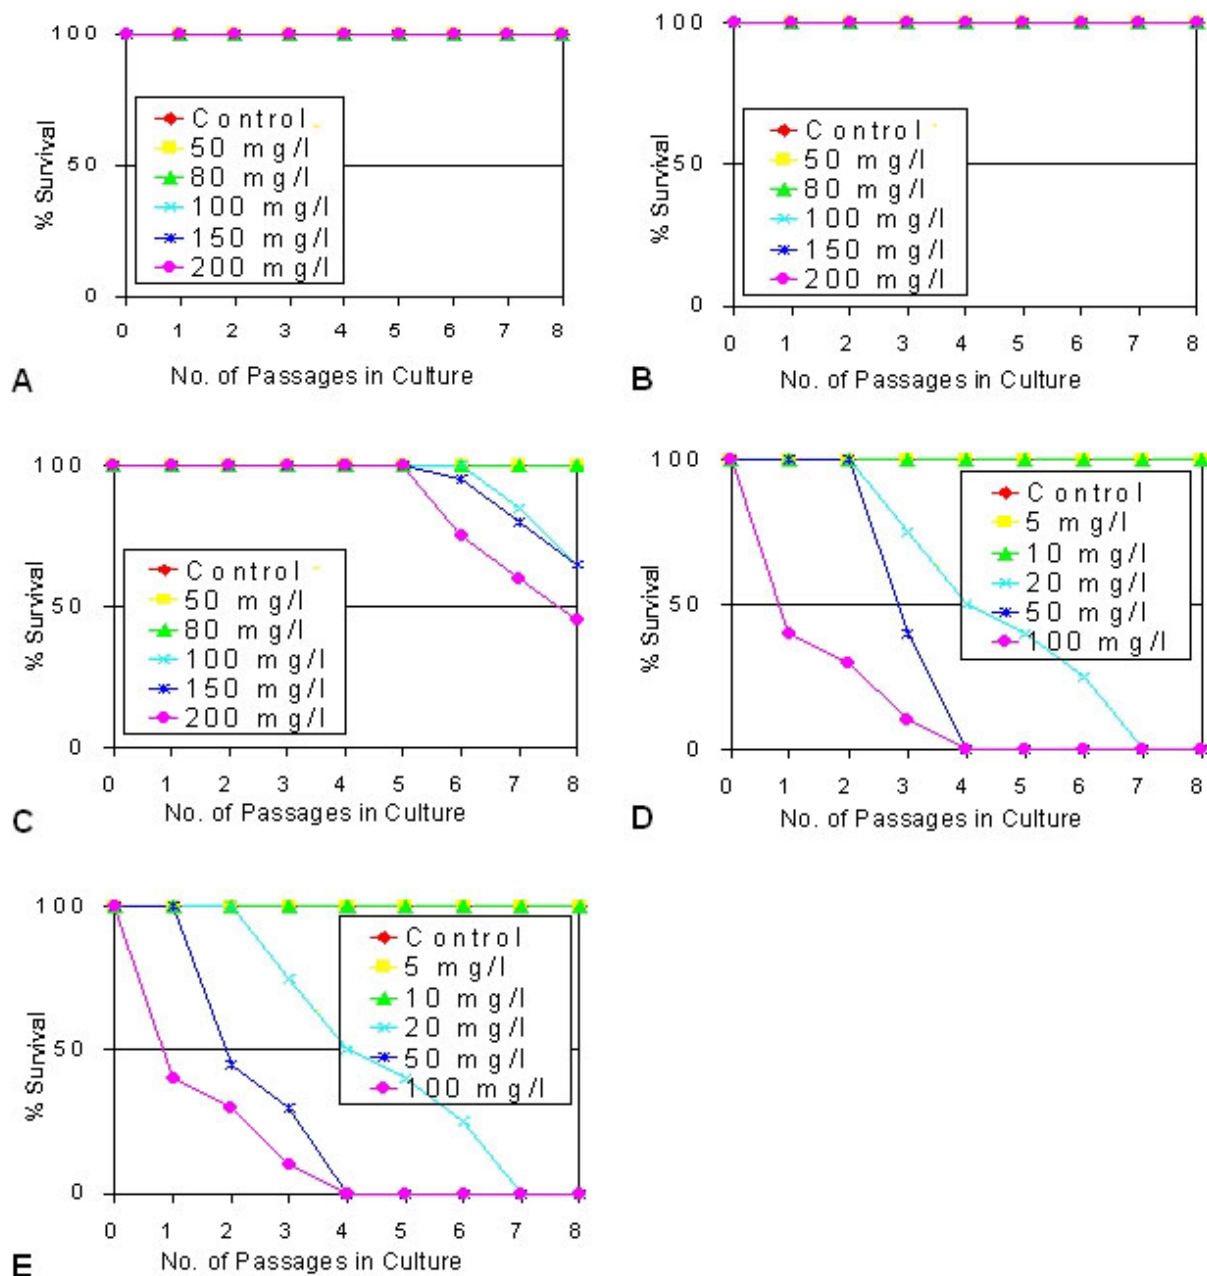 100
% Survival
50
0
Control
50 mg/l
80 mg/l
100 mg/l
150 mg/l
200 mg/l
0 1 2 3 4 5 6 7 8
No. of Passages in Culture
A
100
% Survival
50
0
Control
50 mg/l
80 mg/l
100 mg/l
150 mg/l
200 mg/l
0 1 2 3 4 5 6 7 8
No. of Passages in Culture
B
100
% Survival
50
0
Control
50 mg/l
80 mg/l
100 mg/l
150 mg/l
200 mg/l
0 1 2 3 4 5 6 7 8
No. of Passages in Culture
C
100
% Survival
50
0
Control
5 mg/l
10 mg/l
20 mg/l
50 mg/l
100 mg/l
0 1 2 3 4 5 6 7 8
No. of Passages in Culture
D
100
% Survival
50
0
Control
5 mg/l
10 mg/l
20 mg/l
50 mg/l
100 mg/l
0 1 2 3 4 5 6 7 8
No. of Passages in Culture
E